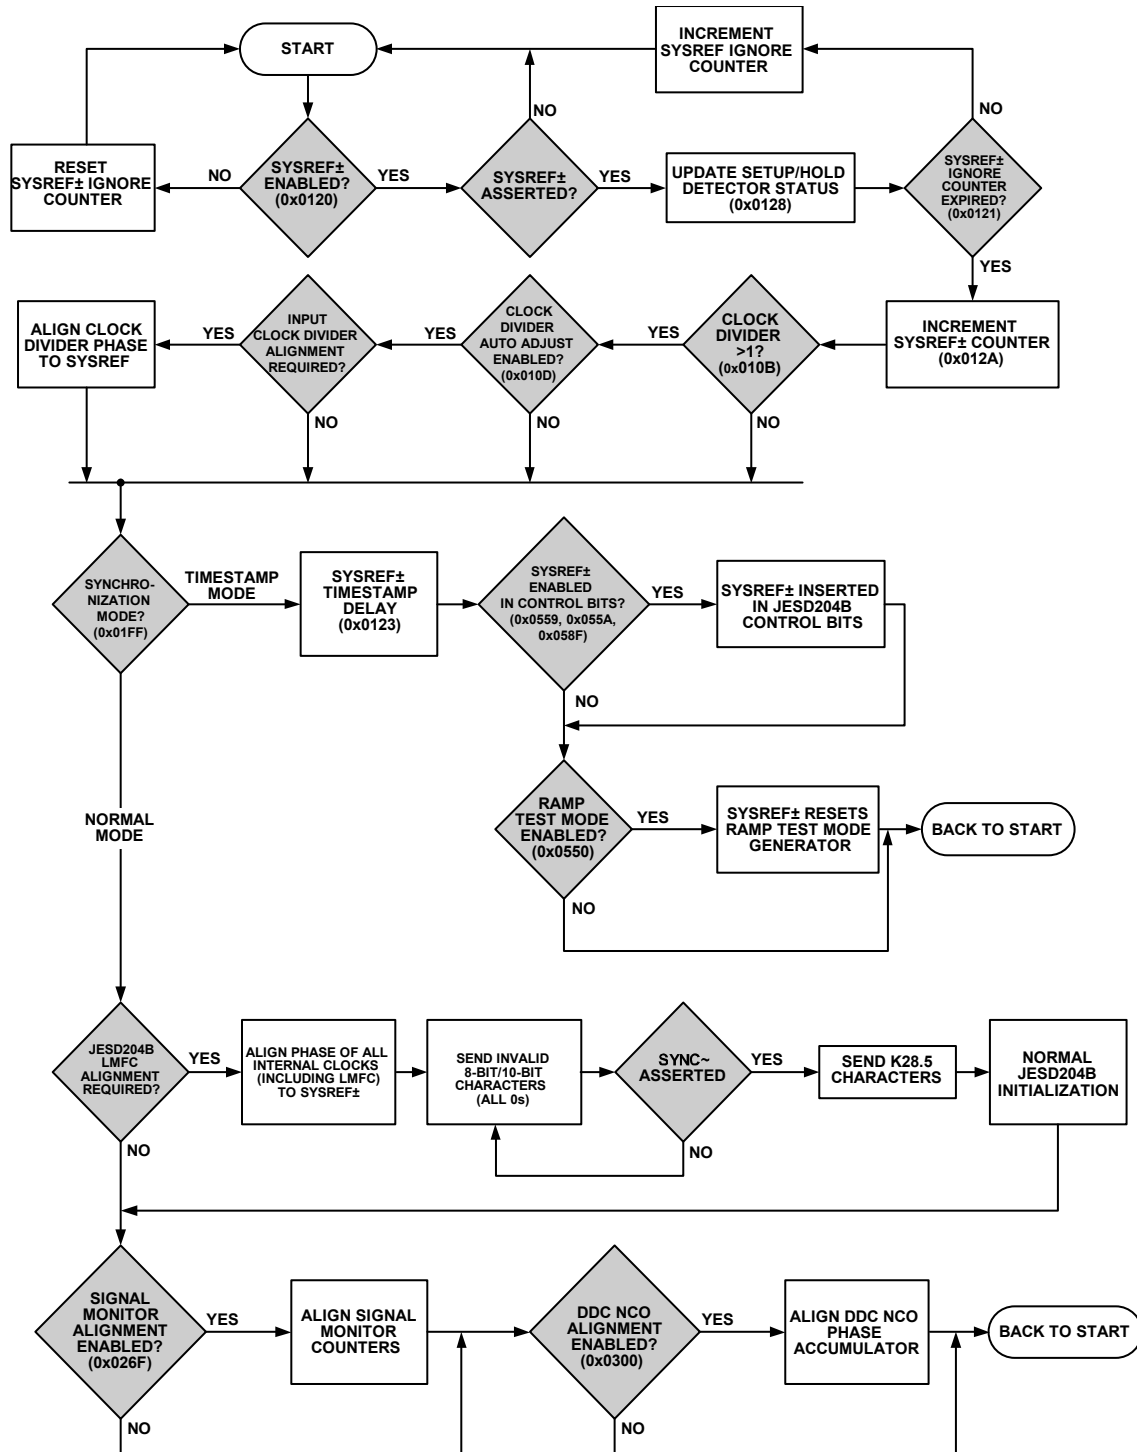 START
INCREMENT
SYSREF IGNORE
COUNTER
NO
NO
RESET
SYSREF± IGNORE
COUNTER
NO
SYSREF±
ENABLED?
(0x0120)
YES
SYSREF±
ASSERTED?
YES
UPDATE SETUP/HOLD
DETECTOR STATUS
(0x0128)
SYSREF±
IGNORE
COUNTER
EXPIRED?
(0x0121)
YES
ALIGN CLOCK
DIVIDER PHASE
TO SYSREF
YES
INPUT
CLOCK DIVIDER
ALIGNMENT
REQUIRED?
YES
CLOCK
DIVIDER
AUTO ADJUST
ENABLED?
(0x010D)
YES
CLOCK
DIVIDER
>1?
(0x010B)
INCREMENT
SYSREF± COUNTER
(0x012A)
NO
NO
NO
SYNCHRO-
NIZATION
MODE?
(0x01FF)
TIMESTAMP
MODE
SYSREF±
TIMESTAMP
DELAY
(0x0123)
SYSREF±
ENABLED
IN CONTROL BITS?
(0x0559, 0x055A,
0x058F)
YES
SYSREF± INSERTED
IN JESD204B
CONTROL BITS
NO
NORMAL
MODE
RAMP
TEST MODE
ENABLED?
(0x0550)
YES
SYSREF± RESETS
RAMP TEST MODE
GENERATOR
BACK TO START
NO
JESD204B
LMFC
ALIGNMENT
REQUIRED?
YES
ALIGN PHASE OF ALL
INTERNAL CLOCKS
(INCLUDING LMFC)
TO SYSREF±
SEND INVALID
8-BIT/10-BIT
CHARACTERS
(ALL 0s)
SYNC~
ASSERTED
YES
SEND K28.5
CHARACTERS
NORMAL
JESD204B
INITIALIZATION
NO
NO
SIGNAL
MONITOR
ALIGNMENT
ENABLED?
(0x026F)
YES
ALIGN SIGNAL
MONITOR
COUNTERS
DDC NCO
ALIGNMENT
ENABLED?
(0x0300)
YES
ALIGN DDC NCO
PHASE
ACCUMULATOR
BACK TO START
NO
NO